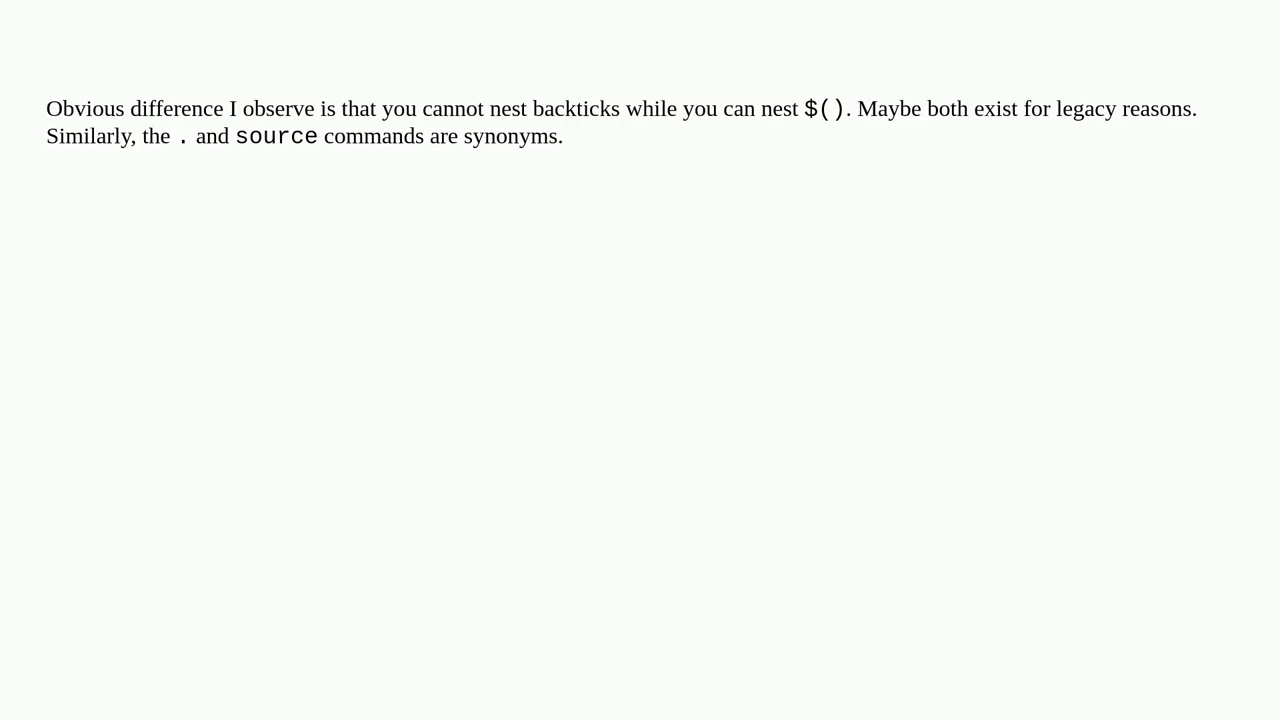 Obvious difference I observe is that you cannot nest backticks while you can nest $(). Maybe both exist for legacy reasons.
Similarly, the . and source commands are synonyms.